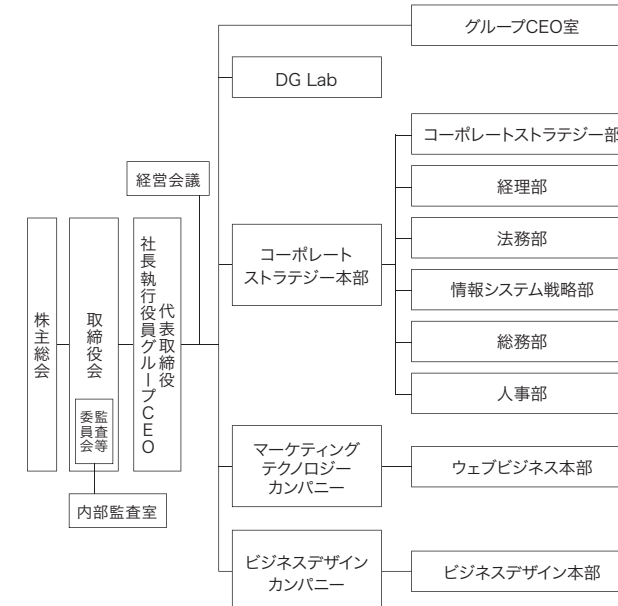 グループCEO室
DG Lab
コーポレートストラテジー部
経営会議
経理部
法務部
コーポレート
ストラテジー本部
情報システム戦略部
総務部
人事部
株主総会
取締役会
監査等
委員会
内部監査室
代表取締役
社長執行役員グループCEO
マーケティング
テクノロジー
カンパニー
ウェブビジネス本部
ビジネスデザイン
カンパニー
ビジネスデザイン本部